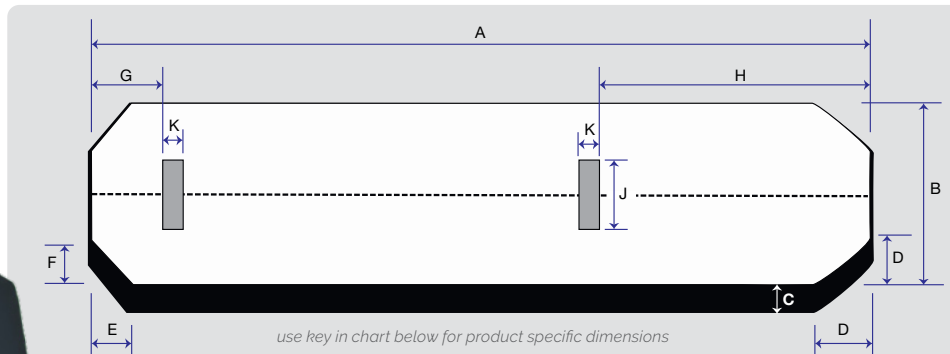 A
G H
K K
B
J
F D
C
E D
use key in chart below for product specific dimensions